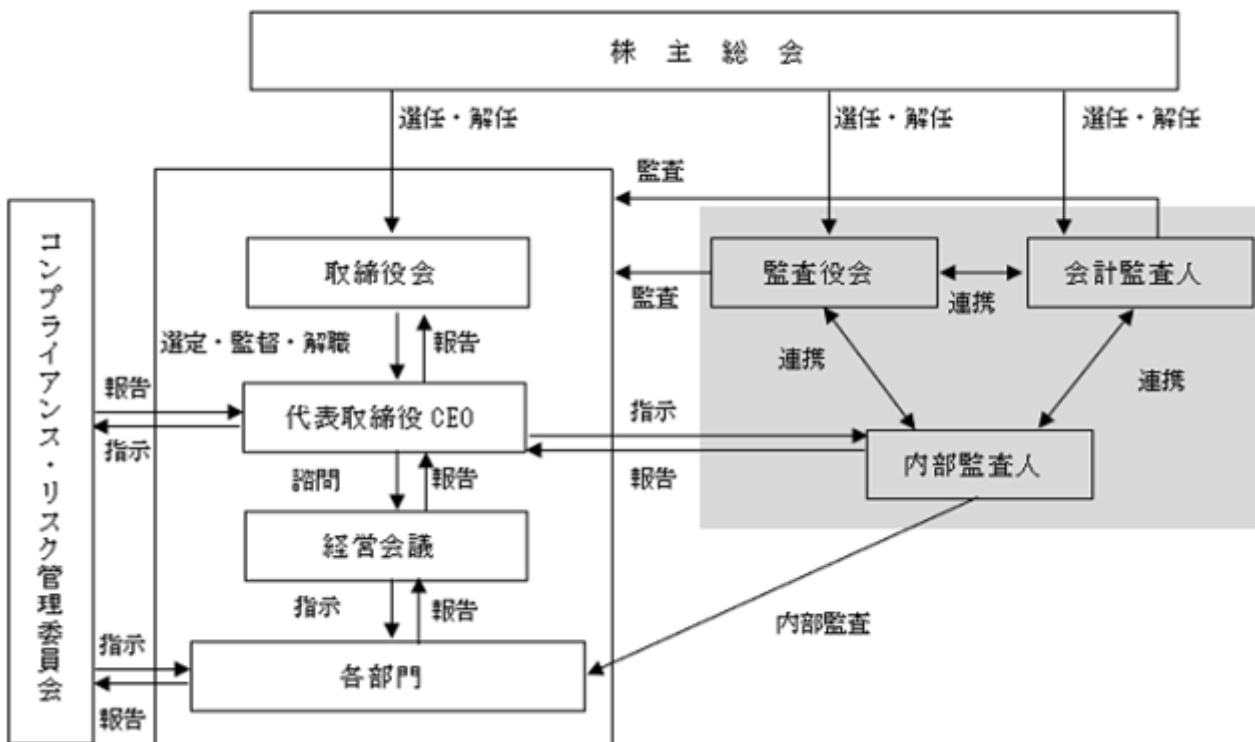 株主総会
選任・解任
選任・解任
選任・解任
監査
取締役会
監査役会
会計監査人
監査
連携
選定・監督・解職
報告
連携
連携
報告
代表取締役 CEO
指示
指示
報告
内部監査人
諮問
報告
経営会議
指示
報告
内部監査
指示
各部門
報告
コンプライアンス・リスク管理委員会